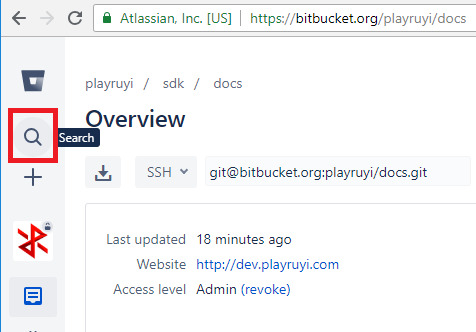 Atlassian, Inc. [US] https://bitbucket.org/playruyi/docs
playruyi / sdk / docs
Overview
Search
SSH git@bitbucket.org:playruyi/docs.git
Last updated 18 minutes ago
Website http://dev.playruyi.com
Access level Admin (revoke)